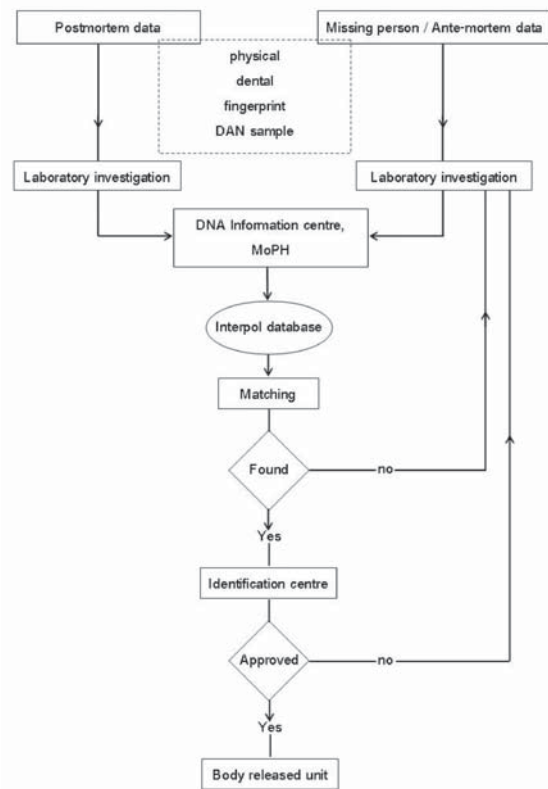 Postmortem data
Missing person / Ante-mortem data
physical
dental
fingerprint
DAN sample
Laboratory investigation
Laboratory investigation
DNA Information centre,
MoPH
Interpol database
Matching
Found
no
Yes
Identification centre
Approved
no
Yes
Body released unit